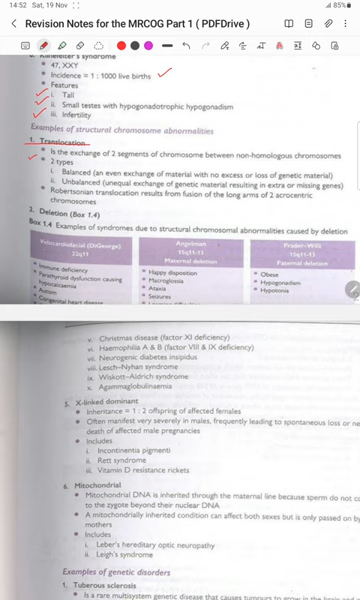 14:52 Sat, 19 Nov
85%
Revision Notes for the MRCOG Part 1 ( PDFDrive )
Klinefelter's syndrome
47, XXY
Incidence = 1 : 1000 live births
Features
i. Tall
ii. Small testes with hypogonadotrophic hypogonadism
iii. Infertility
Examples of structural chromosome abnormalities
1. Translocation
Is the exchange of 2 segments of chromosome between non-homologous chromosomes
2 types
i. Balanced (an even exchange of material with no excess or loss of genetic material)
ii. Unbalanced (unequal exchange of genetic material resulting in extra or missing genes)
Robertsonian translocation results from fusion of the long arms of 2 acrocentric
chromosomes
2. Deletion (Box 1.4)
Box 1.4 Examples of syndromes due to structural chromosomal abnormalities caused by deletion
Velocardiofacial (DiGeorge)
22q11
Immune deficiency
Parathyroid dysfunction causing
hypocalcaemia
Autism
Congenital heart disease
Angelman
15q11-13
Maternal deletion
Happy disposition
Macroglossia
Ataxia
Seizures
Prader-Willi
15q11-13
Paternal deletion
Obese
Hypogonadism
Hypotonia
v. Christmas disease (factor XI deficiency)
vi. Haemophilia A & B (factor VIII & IX deficiency)
vii. Neurogenic diabetes insipidus
viii. Lesch-Nyhan syndrome
ix. Wiskott-Aldrich syndrome
x. Agammaglobulinaemia
5. X-linked dominant
Inheritance = 1 : 2 offspring of affected females
Often manifest very severely in males, frequently leading to spontaneous loss or ne
death of affected male pregnancies
Includes
i. Incontinentia pigmenti
ii. Rett syndrome
iii. Vitamin D resistance rickets
6. Mitochondrial
Mitochondrial DNA is inherited through the maternal line because sperm do not co
to the zygote beyond their nuclear DNA
A mitochondrially inherited condition can affect both sexes but is only passed on by
mothers
Includes
i. Leber's hereditary optic neuropathy
ii. Leigh's syndrome
Examples of genetic disorders
1. Tuberous sclerosis
Is a rare multisystem genetic disease that causes tumours to grow in the brain and